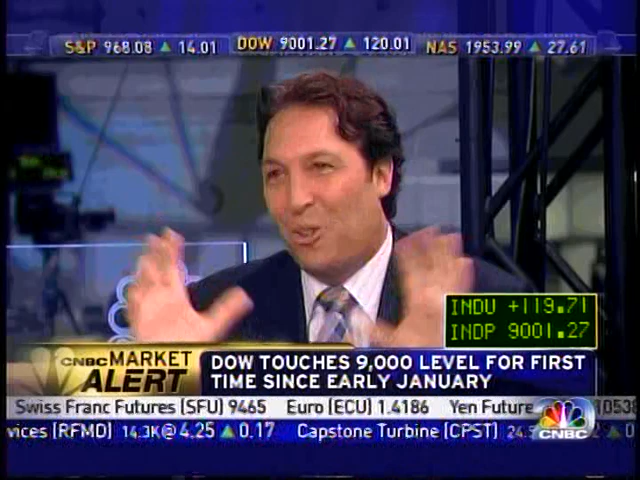 S&P 968.08 ▲ 14.01 DOW 9001.27 ▲ 120.01 NAS 1953.99 ▲ 27.61
INDU +119.71
INDP 9001.27
CNBC MARKET
ALERT
DOW TOUCHES 9,000 LEVEL FOR FIRST
TIME SINCE EARLY JANUARY
Swiss Franc Futures (SFU) 9465 Euro (ECU) 1.4186 Yen Future
vices (RFMD) 14.3K@4.25 ▲ 0.17 Capstone Turbine (CPST)
CNBC